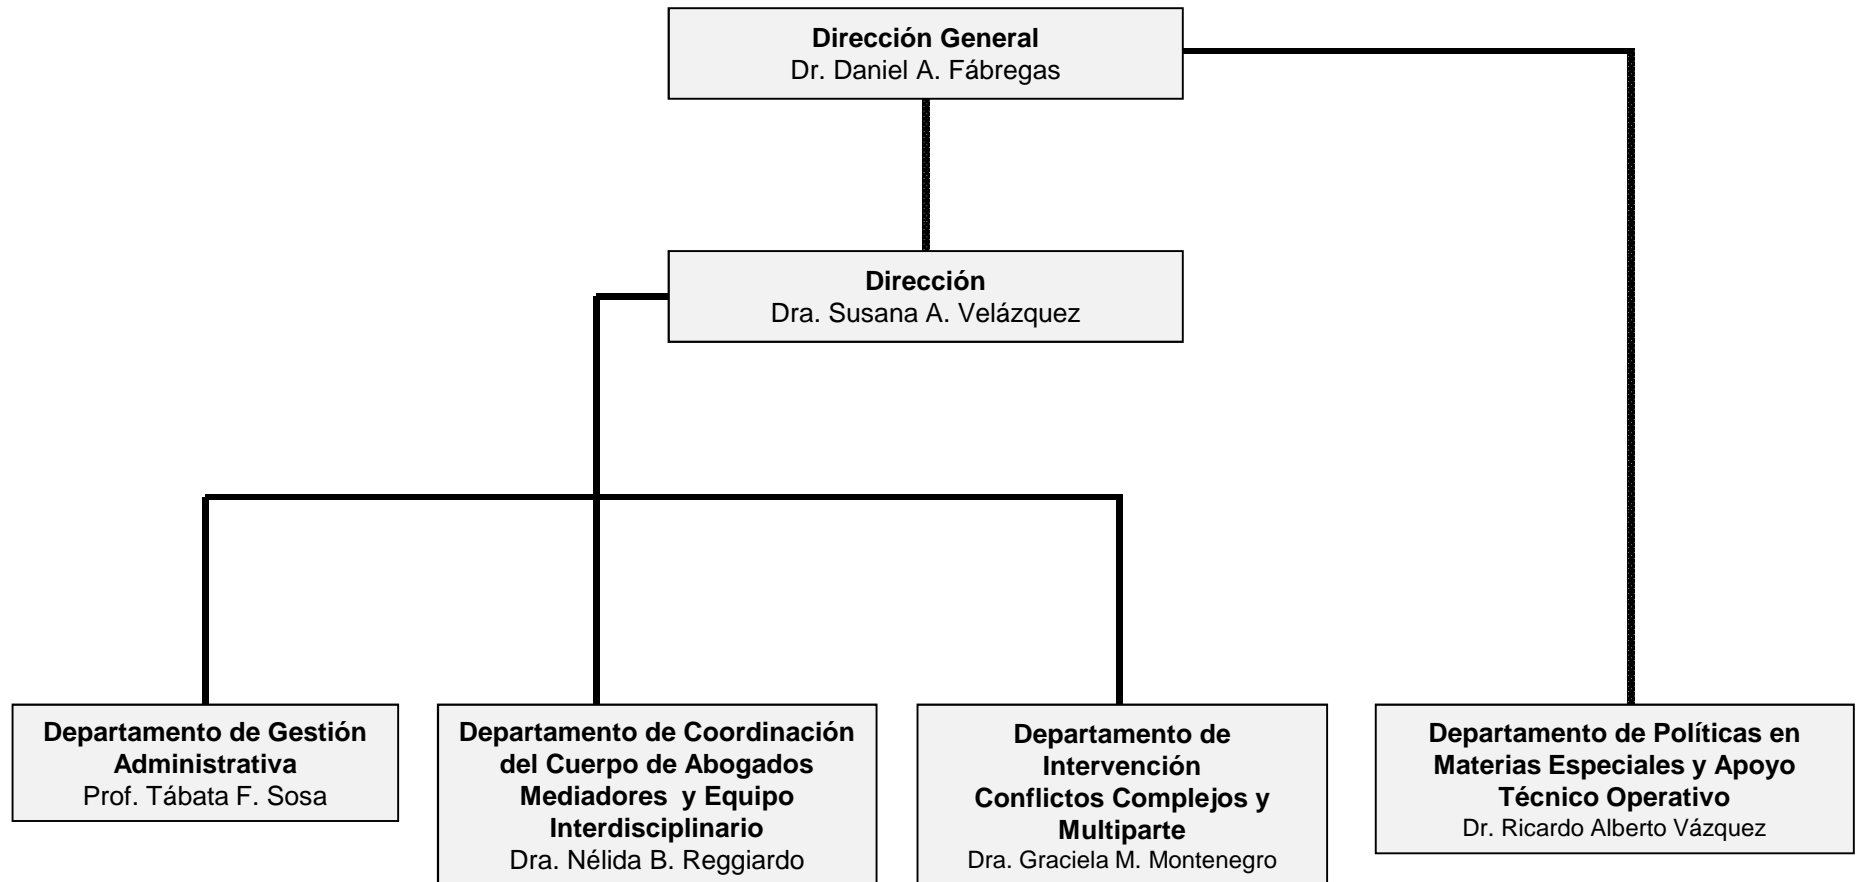 Dirección General
Dr. Daniel A. Fábregas
Dirección
Dra. Susana A. Velázquez
Departamento de Gestión
Administrativa
Prof. Tábata F. Sosa
Departamento de Coordinación
del Cuerpo de Abogados
Mediadores y Equipo
Interdisciplinario
Dra. Nélida B. Reggiardo
Departamento de
Intervención
Conflictos Complejos y
Multiparte
Dra. Graciela M. Montenegro
Departamento de Políticas en
Materias Especiales y Apoyo
Técnico Operativo
Dr. Ricardo Alberto Vázquez